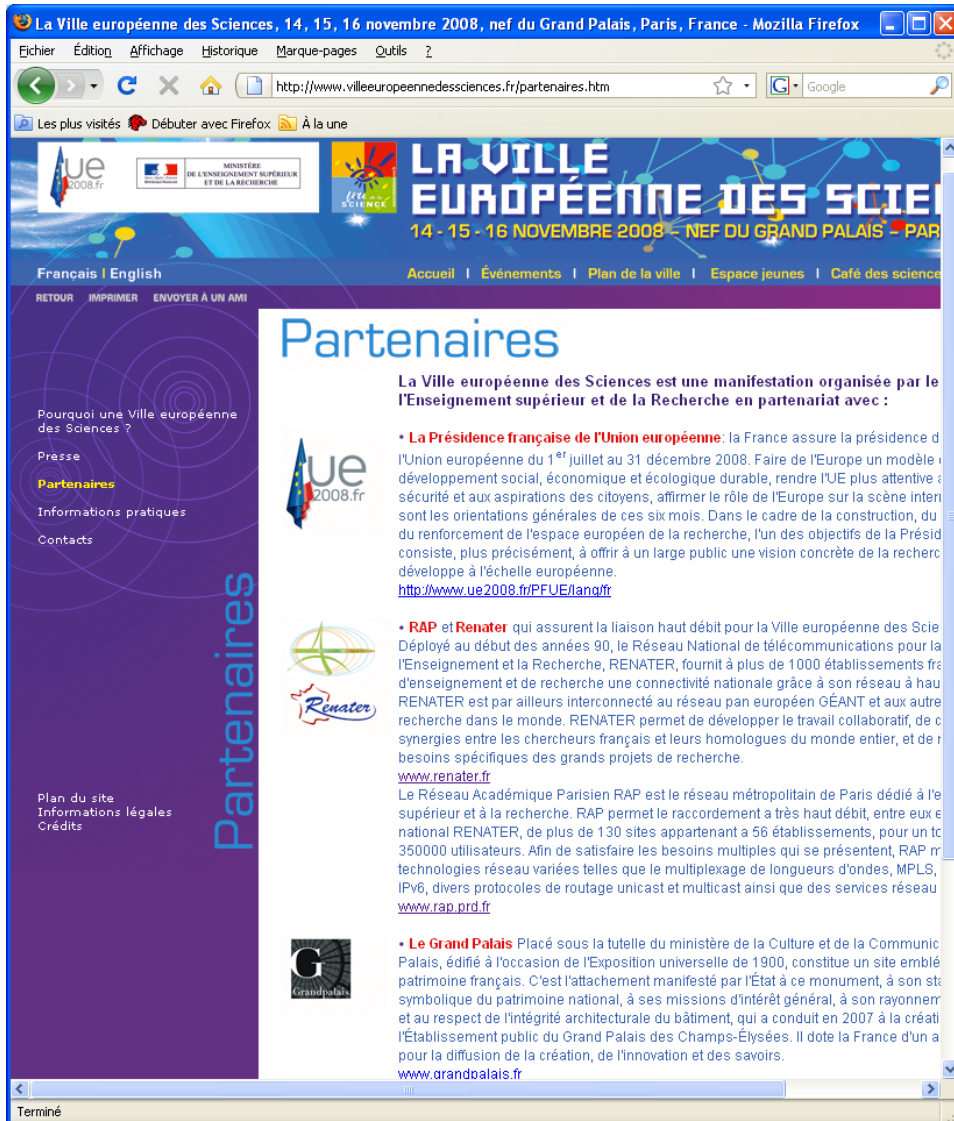 La Ville européenne des Sciences, 14, 15, 16 novembre 2008, nef du Grand Palais, Paris, France - Mozilla Firefox
Fichier Édition Affichage Historique Marque-pages Outils ?
http://www.villeeuropeennedessciences.fr/partenaires.htm
G Google
Les plus visités Débuter avec Firefox À la une
ue
2008.fr
MINISTÈRE
DE L'ENSEIGNEMENT SUPÉRIEUR
ET DE LA RECHERCHE
fête de la
SCIENCE
LA VILLE
EUROPÉENNE DES SCIE
14 - 15 - 16 NOVEMBRE 2008 – NEF DU GRAND PALAIS – PAR
Français I English
Accueil I Événements I Plan de la ville I Espace jeunes I Café des science
RETOUR IMPRIMER ENVOYER À UN AMI
Partenaires
Pourquoi une Ville européenne
des Sciences ?
Presse
Partenaires
Informations pratiques
Contacts
Partenaires
Plan du site
Informations légales
Crédits
La Ville européenne des Sciences est une manifestation organisée par le
l'Enseignement supérieur et de la Recherche en partenariat avec :
ue
2008.fr
• La Présidence française de l'Union européenne: la France assure la présidence d
l'Union européenne du 1er juillet au 31 décembre 2008. Faire de l'Europe un modèle
développement social, économique et écologique durable, rendre l'UE plus attentive a
sécurité et aux aspirations des citoyens, affirmer le rôle de l'Europe sur la scène inter
sont les orientations générales de ces six mois. Dans le cadre de la construction, du
du renforcement de l'espace européen de la recherche, l'un des objectifs de la Présid
consiste, plus précisément, à offrir à un large public une vision concrète de la recherc
développe à l'échelle européenne.
http://www.ue2008.fr/PFUE/lang/fr
Renater
• RAP et Renater qui assurent la liaison haut débit pour la Ville européenne des Scie
Déployé au début des années 90, le Réseau National de télécommunications pour la
l'Enseignement et la Recherche, RENATER, fournit à plus de 1000 établissements fra
d'enseignement et de recherche une connectivité nationale grâce à son réseau à hau
RENATER est par ailleurs interconnecté au réseau pan européen GÉANT et aux autre
recherche dans le monde. RENATER permet de développer le travail collaboratif, de c
synergies entre les chercheurs français et leurs homologues du monde entier, et de r
besoins spécifiques des grands projets de recherche.
www.renater.fr
Le Réseau Académique Parisien RAP est le réseau métropolitain de Paris dédié à l'e
supérieur et à la recherche. RAP permet le raccordement a très haut débit, entre eux e
national RENATER, de plus de 130 sites appartenant a 56 établissements, pour un to
350000 utilisateurs. Afin de satisfaire les besoins multiples qui se présentent, RAP m
technologies réseau variées telles que le multiplexage de longueurs d'ondes, MPLS,
IPv6, divers protocoles de routage unicast et multicast ainsi que des services réseau
www.rap.prd.fr
G
Grandpalais
• Le Grand Palais Placé sous la tutelle du ministère de la Culture et de la Communic
Palais, édifié à l'occasion de l'Exposition universelle de 1900, constitue un site emblé
patrimoine français. C'est l'attachement manifesté par l'État à ce monument, à son sta
symbolique du patrimoine national, à ses missions d'intérêt général, à son rayonnem
et au respect de l'intégrité architecturale du bâtiment, qui a conduit en 2007 à la créati
l'Établissement public du Grand Palais des Champs-Élysées. Il dote la France d'un a
pour la diffusion de la création, de l'innovation et des savoirs.
www.grandpalais.fr
Terminé